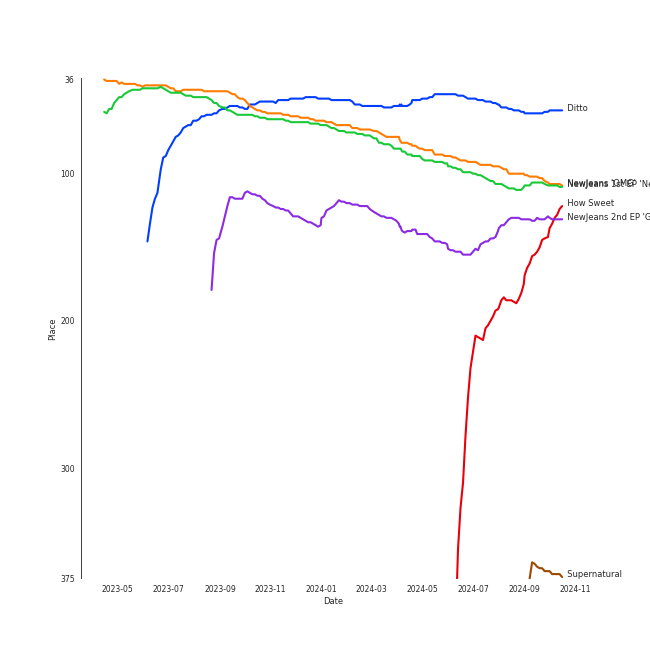 36
100
200
300
375
Place
Ditto
NewJeans
How Sweet
NewJeans 2nd EP 'G
Supernatural
2023-05 2023-07 2023-09 2023-11 2024-01 2024-03 2024-05 2024-07 2024-09 2024-11
Date